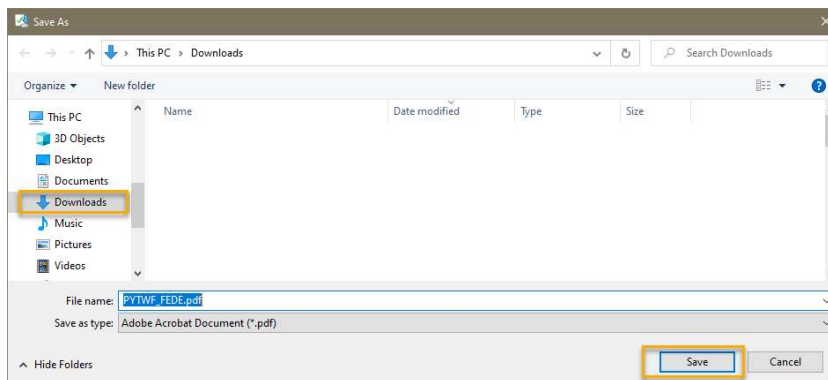 Save As
This PC > Downloads
Search Downloads
Organize
New folder
Name Date modified Type Size
This PC
3D Objects
Desktop
Documents
Downloads
Music
Pictures
Videos
File name: PYTWF_FEDE.pdf
Save as type: Adobe Acrobat Document (*.pdf)
Hide Folders
Save
Cancel